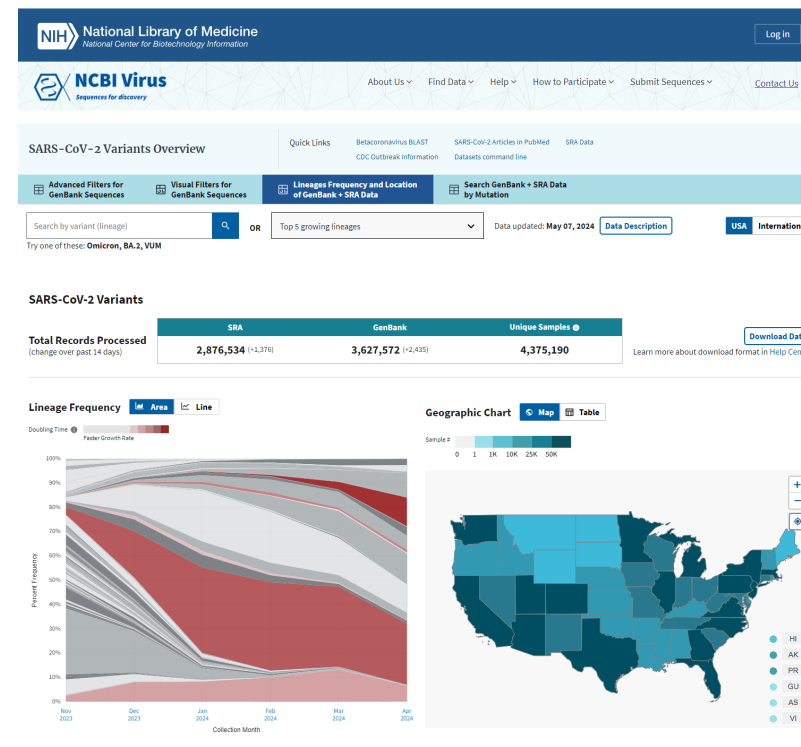 NIH National Library of Medicine
National Center for Biotechnology Information
Log in
NCBI Virus
Sequences for discovery
About Us Find Data Help How to Participate Submit Sequences Contact Us
SARS-CoV-2 Variants Overview
Quick Links Betacoronavirus BLAST SARS-CoV-2 Articles in PubMed SRA Data
CDC Outbreak Information Datasets command line
Advanced Filters for
GenBank Sequences
Visual Filters for
GenBank Sequences
Lineages Frequency and Location
of GenBank + SRA Data
Search GenBank + SRA Data
by Mutation
Search by variant (lineage) OR Top 5 growing lineages Data updated: May 07, 2024 Data Description USA Internation
Try one of these: Omicron, BA.2, VUM
SARS-CoV-2 Variants
SRA GenBank Unique Samples
Total Records Processed
(change over past 14 days)
2,876,534 (+1,376) 3,627,572 (+2,435) 4,375,190
Download Dat
Learn more about download format in Help Cen
Lineage Frequency Area Line
Doubling Time
Faster Growth Rate
100%
90%
80%
70%
60%
50%
40%
30%
20%
10%
0%
Percent Frequency
Nov 2023
Dec 2023
Jan 2024
Feb 2024
Mar 2024
Apr 2024
Collection Month
Geographic Chart Map Table
Sample #
0 1 1K 10K 25K 50K
+
−
HI
AK
PR
GU
AS
VI